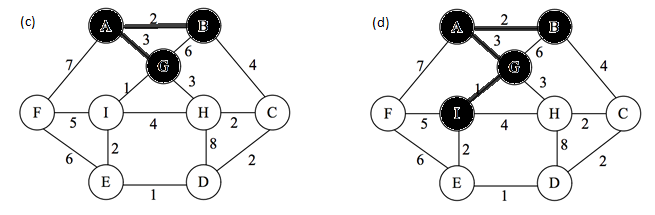 (c) (d)
A 2 B A 2 B
3 6 3 6
7 G 4 7 G 4
1 3 1 3
F 5 I 4 H 2 C F 5 I 4 H 2 C
6 2 8 2 6 2 8 2
E 1 D E 1 D